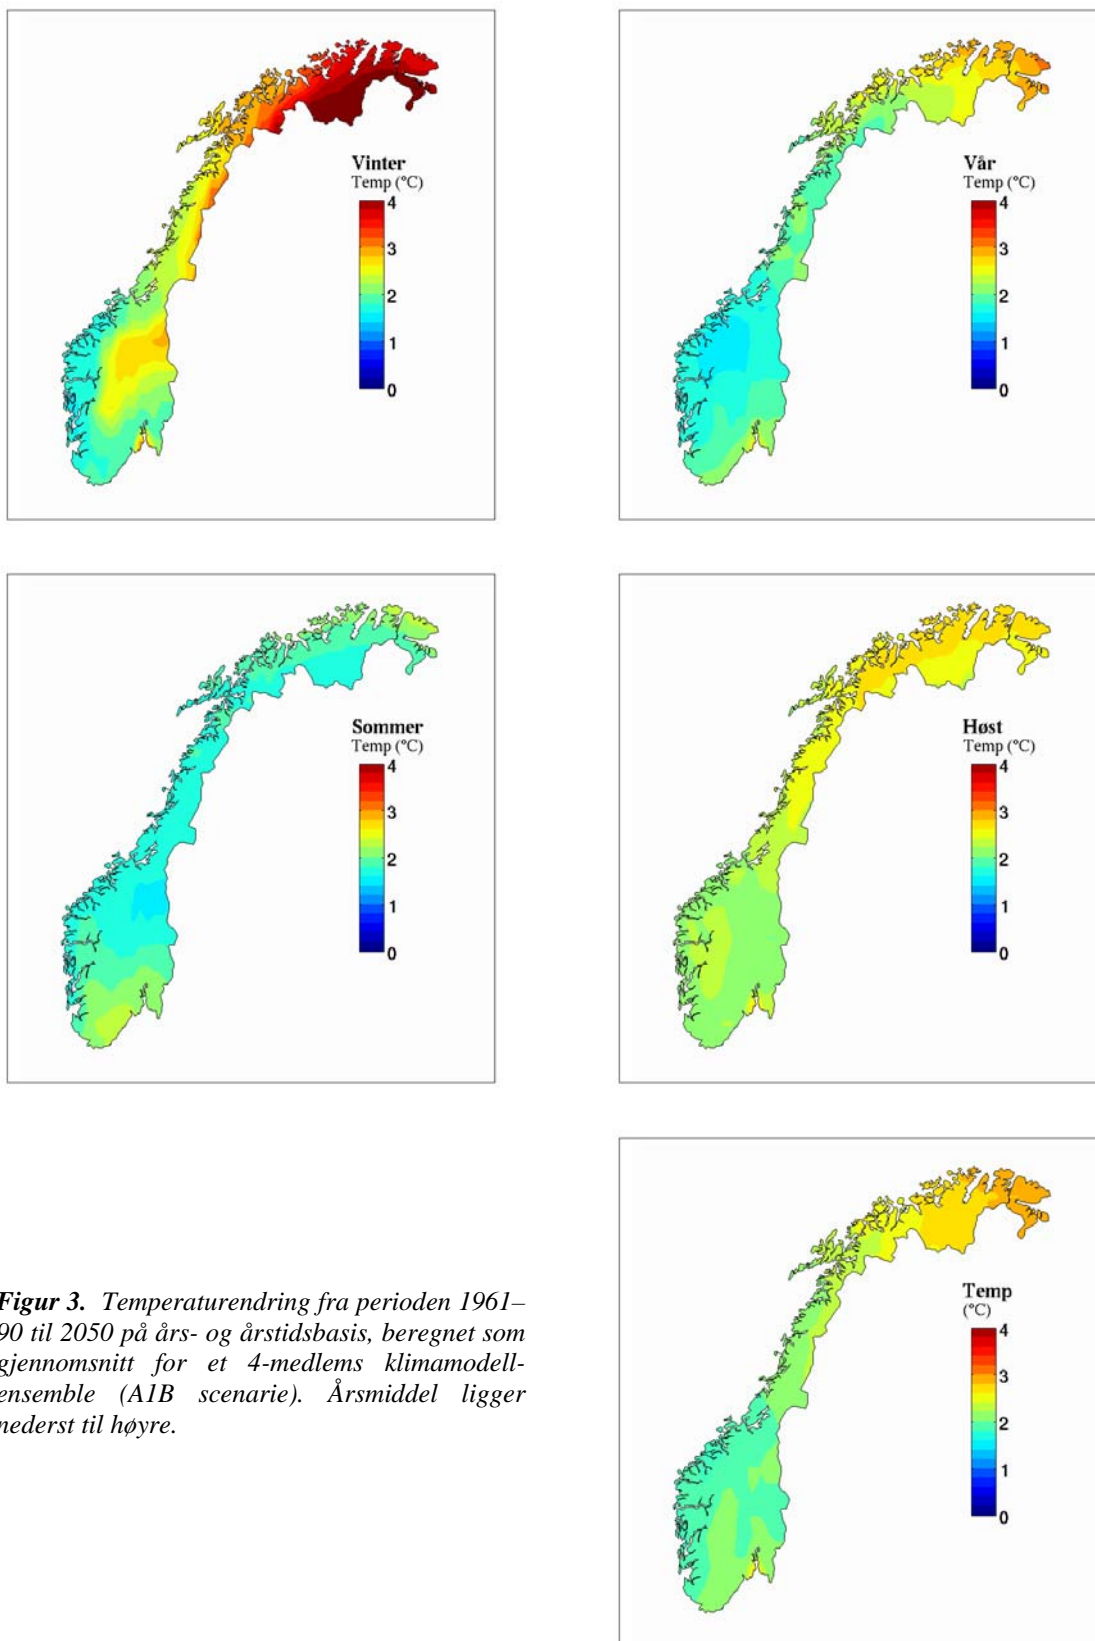 Vinter
Temp (°C)
4
3
2
1
0
Vår
Temp (°C)
4
3
2
1
0
Sommer
Temp (°C)
4
3
2
1
0
Høst
Temp (°C)
4
3
2
1
0
Figur 3. Temperaturendring fra perioden 1961–
90 til 2050 på års- og årstidsbasis, beregnet som
gjennomsnitt for et 4-medlems klimamodell-
ensemble (A1B scenarie). Årsmiddel ligger
nederst til høyre.
Temp
(°C)
4
3
2
1
0